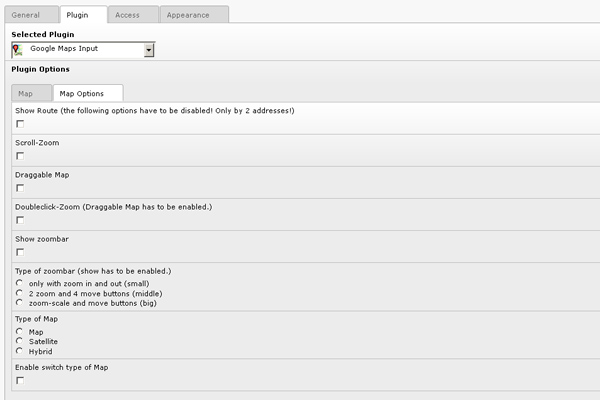 General Plugin Access Appearance
Selected Plugin
Google Maps Input
Plugin Options
Map Map Options
Show Route (the following options have to be disabled! Only by 2 addresses!)
Scroll-Zoom
Draggable Map
Doubleclick-Zoom (Draggable Map has to be enabled.)
Show zoombar
Type of zoombar (show has to be enabled.)
only with zoom in and out (small)
2 zoom and 4 move buttons (middle)
zoom-scale and move buttons (big)
Type of Map
Map
Satellite
Hybrid
Enable switch type of Map